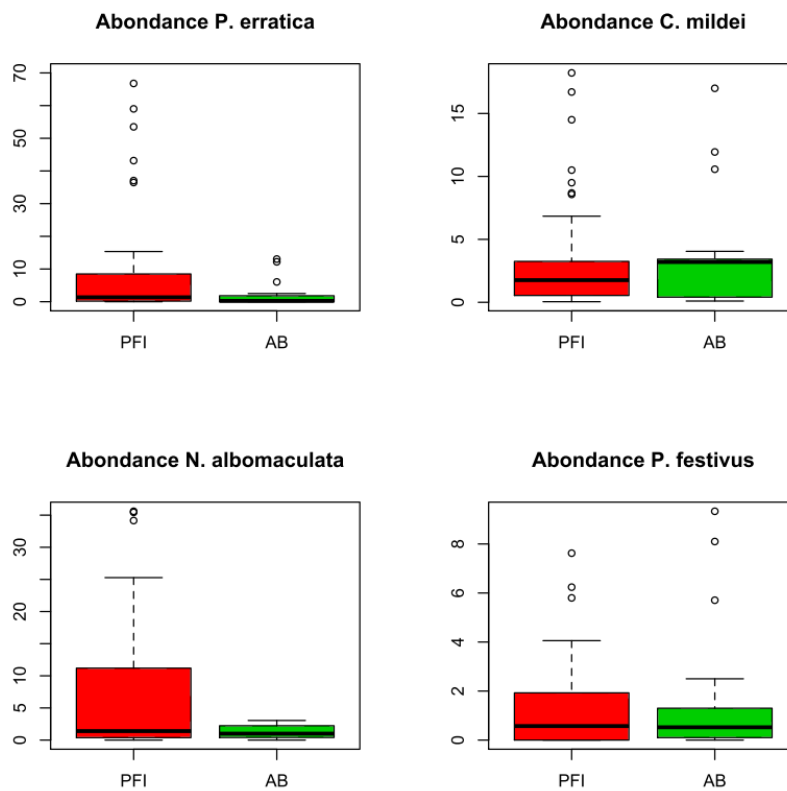 Abondance P. erratica
70
50
30
10
0
PFI
AB
Abondance C. mildei
15
10
5
0
PFI
AB
Abondance N. albomaculata
30
20
10
5
0
PFI
AB
Abondance P. festivus
8
6
4
2
0
PFI
AB